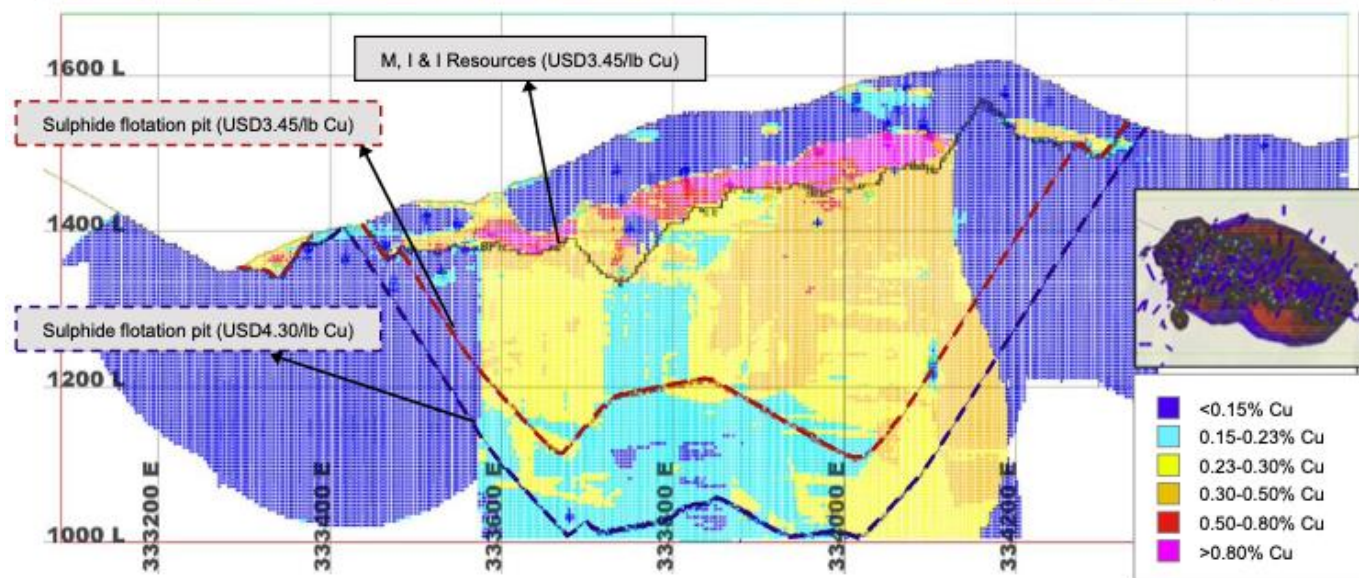 M, I & I Resources (USD3.45/lb Cu)
1600 L
Sulphide flotation pit (USD3.45/lb Cu)
1400 L
Sulphide flotation pit (USD4.30/lb Cu)
1200 L
1000 L
333200 E
333400 E
333600 E
333800 E
334000 E
334200 E
<0.15% Cu
0.15-0.23% Cu
0.23-0.30% Cu
0.30-0.50% Cu
0.50-0.80% Cu
>0.80% Cu